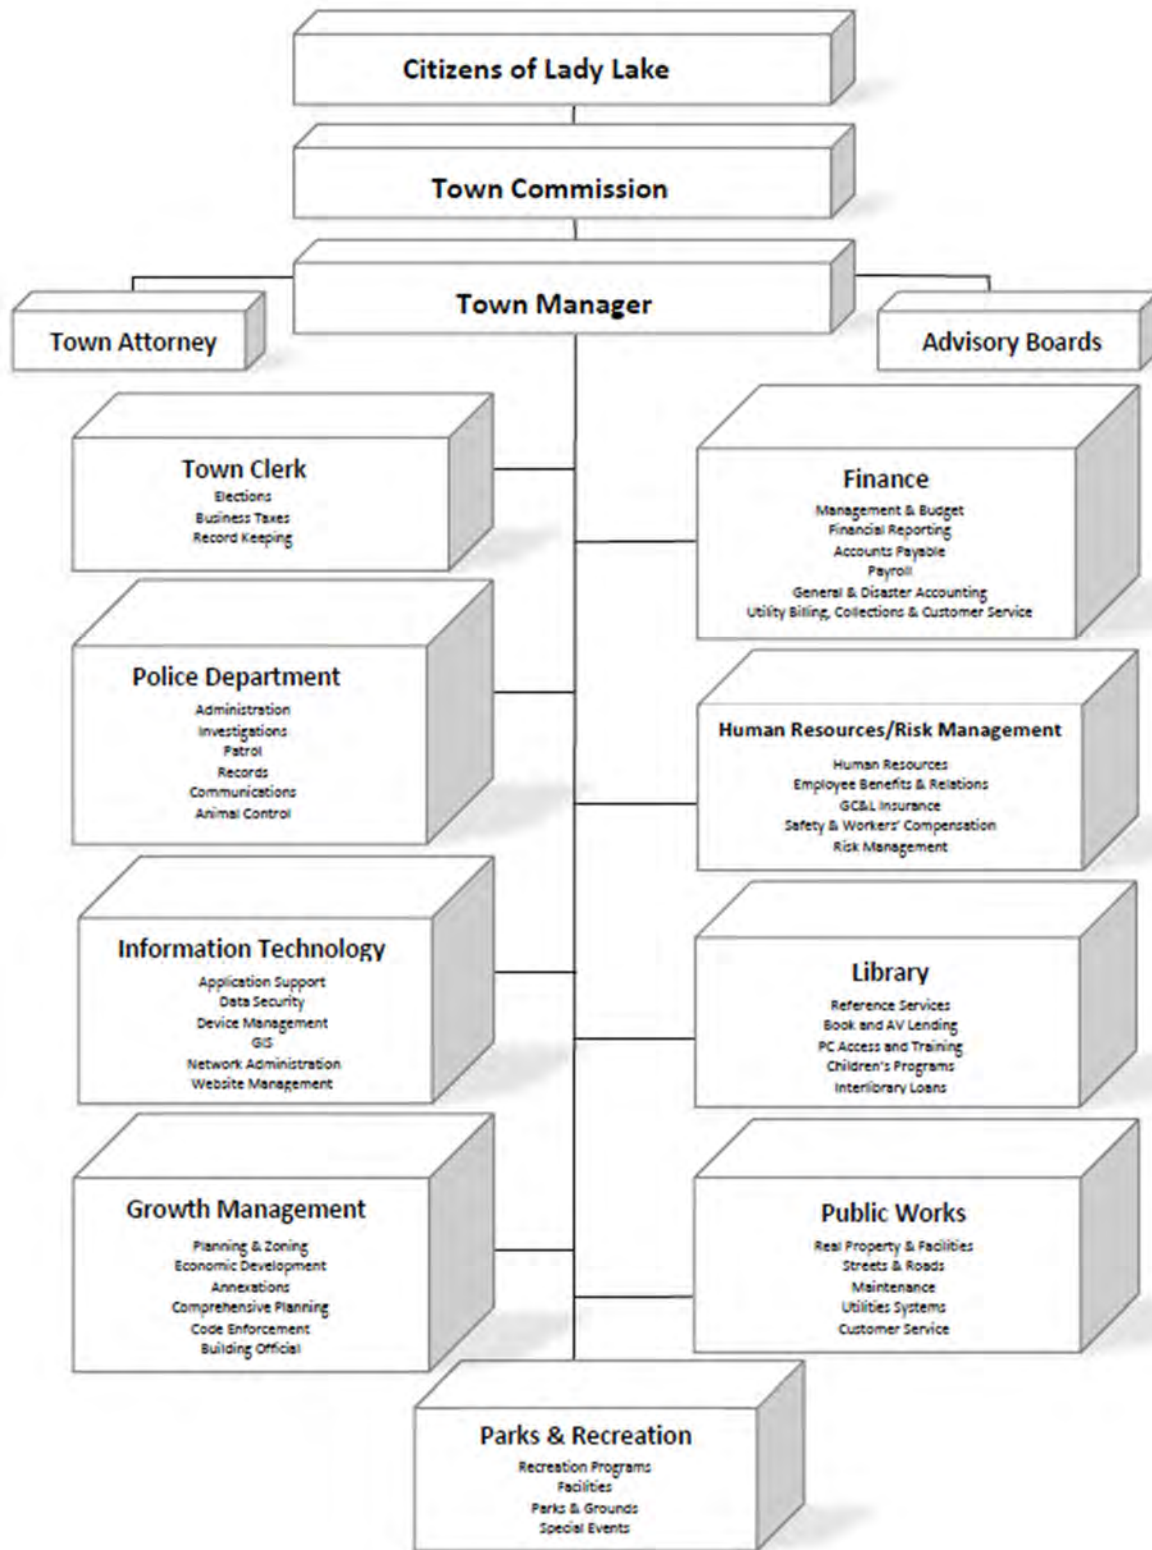 Citizens of Lady Lake
Town Commission
Town Manager
Town Attorney
Advisory Boards
Town Clerk
Elections
Business Taxes
Record Keeping
Finance
Management & Budget
Financial Reporting
Accounts Payable
Payroll
General & Disaster Accounting
Utility Billing, Collections & Customer Service
Police Department
Administration
Investigations
Patrol
Records
Communications
Animal Control
Human Resources/Risk Management
Human Resources
Employee Benefits & Relations
GC&L Insurance
Safety & Workers' Compensation
Risk Management
Information Technology
Application Support
Data Security
Device Management
GIS
Network Administration
Website Management
Library
Reference Services
Book and AV Lending
PC Access and Training
Children's Programs
Interlibrary Loans
Growth Management
Planning & Zoning
Economic Development
Annexations
Comprehensive Planning
Code Enforcement
Building Official
Public Works
Real Property & Facilities
Streets & Roads
Maintenance
Utilities Systems
Customer Service
Parks & Recreation
Recreation Programs
Facilities
Parks & Grounds
Special Events